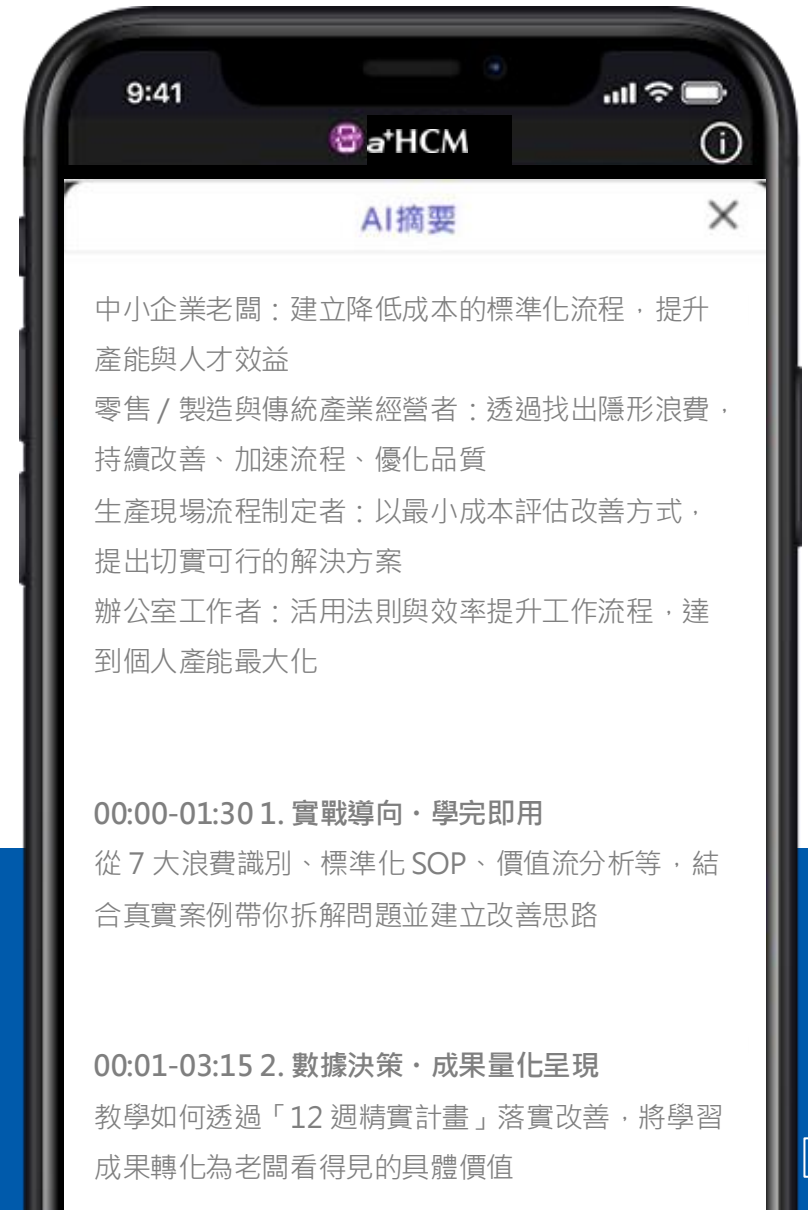 9:41
a⁺HCM
AI摘要
中小企業老闆：建立降低成本的標準化流程，提升
產能與人才效益
零售 / 製造與傳統產業經營者：透過找出隱形浪費，
持續改善、加速流程、優化品質
生產現場流程制定者：以最小成本評估改善方式，
提出切實可行的解決方案
辦公室工作者：活用法則與效率提升工作流程，達
到個人產能最大化
00:00-01:30 1. 實戰導向・學完即用
從 7 大浪費識別、標準化 SOP、價值流分析等，結
合真實案例帶你拆解問題並建立改善思路
00:01-03:15 2. 數據決策・成果量化呈現
教學如何透過「12 週精實計畫」落實改善，將學習
成果轉化為老闆看得見的具體價值